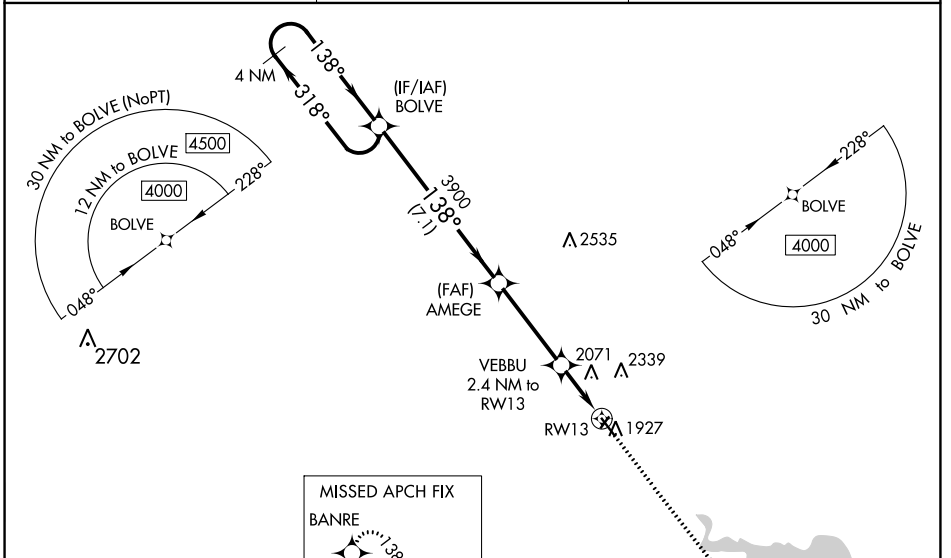 138°
4 NM
318°
(IF/IAF)
BOLVE
30 NM to BOLVE (NoPT)
4500
12 NM to BOLVE
4000
228°
BOLVE
048°
2702
3900
138°
(7.1)
2535
(FAF)
AMEGE
228°
BOLVE
048°
4000
30 NM to BOLVE
VEBBU
2.4 NM to
RW13
2071
2339
RW13
1927
MISSED APCH FIX
BANRE
138